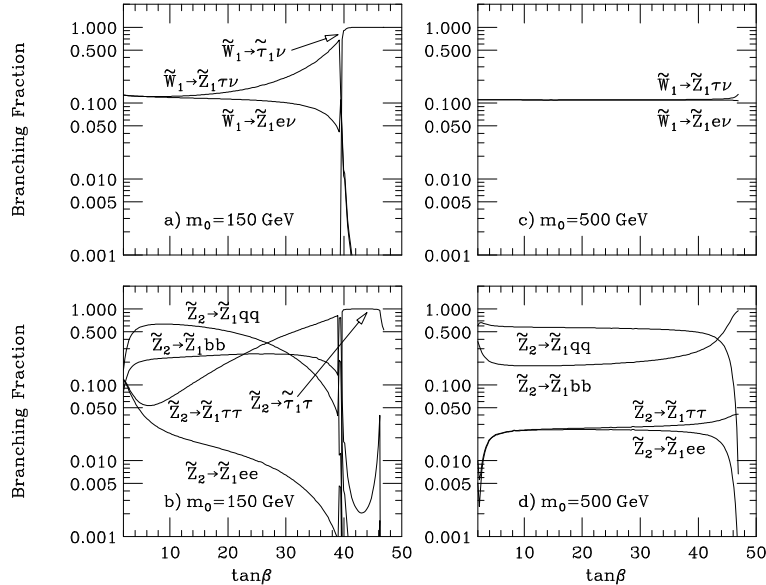 Branching Fraction
1.000
0.500
0.100
0.050
0.010
0.005
0.001
W̃₁→τ̃₁ν
W̃₁→Z̃₁τν
W̃₁→Z̃₁eν
a) m₀=150 GeV
1.000
0.500
0.100
0.050
0.010
0.005
0.001
W̃₁→Z̃₁τν
W̃₁→Z̃₁eν
c) m₀=500 GeV
Branching Fraction
1.000
0.500
0.100
0.050
0.010
0.005
0.001
Z̃₂→Z̃₁qq
Z̃₂→Z̃₁bb
Z̃₂→Z̃₁ττ
Z̃₂→τ̃₁τ
Z̃₂→Z̃₁ee
b) m₀=150 GeV
10 20 30 40 50
tanβ
1.000
0.500
0.100
0.050
0.010
0.005
0.001
Z̃₂→Z̃₁qq
Z̃₂→Z̃₁bb
Z̃₂→Z̃₁ττ
Z̃₂→Z̃₁ee
d) m₀=500 GeV
10 20 30 40 50
tanβ